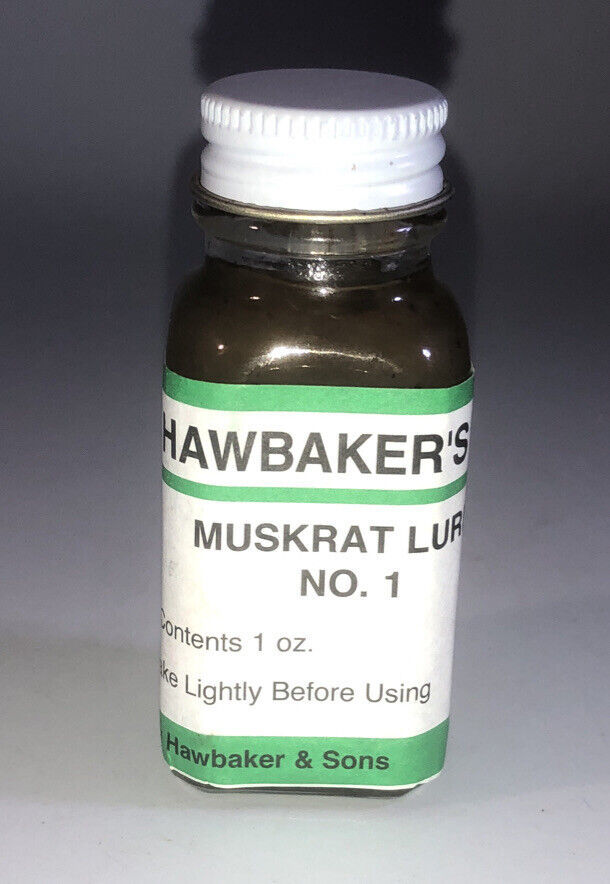 HAWBAKER'S
MUSKRAT LUR
NO. 1
Contents 1 oz.
ke Lightly Before Using
Hawbaker & Sons